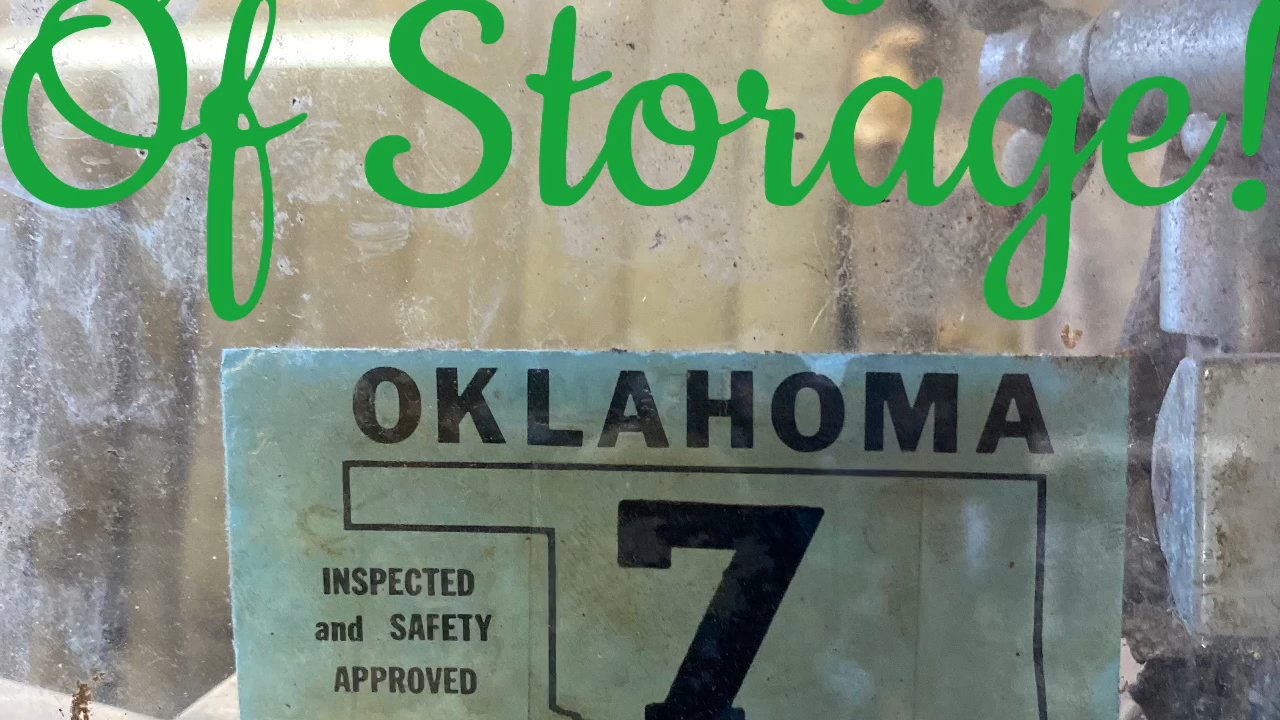 Of Storage!
OKLAHOMA
7
INSPECTED
and SAFETY
APPROVED